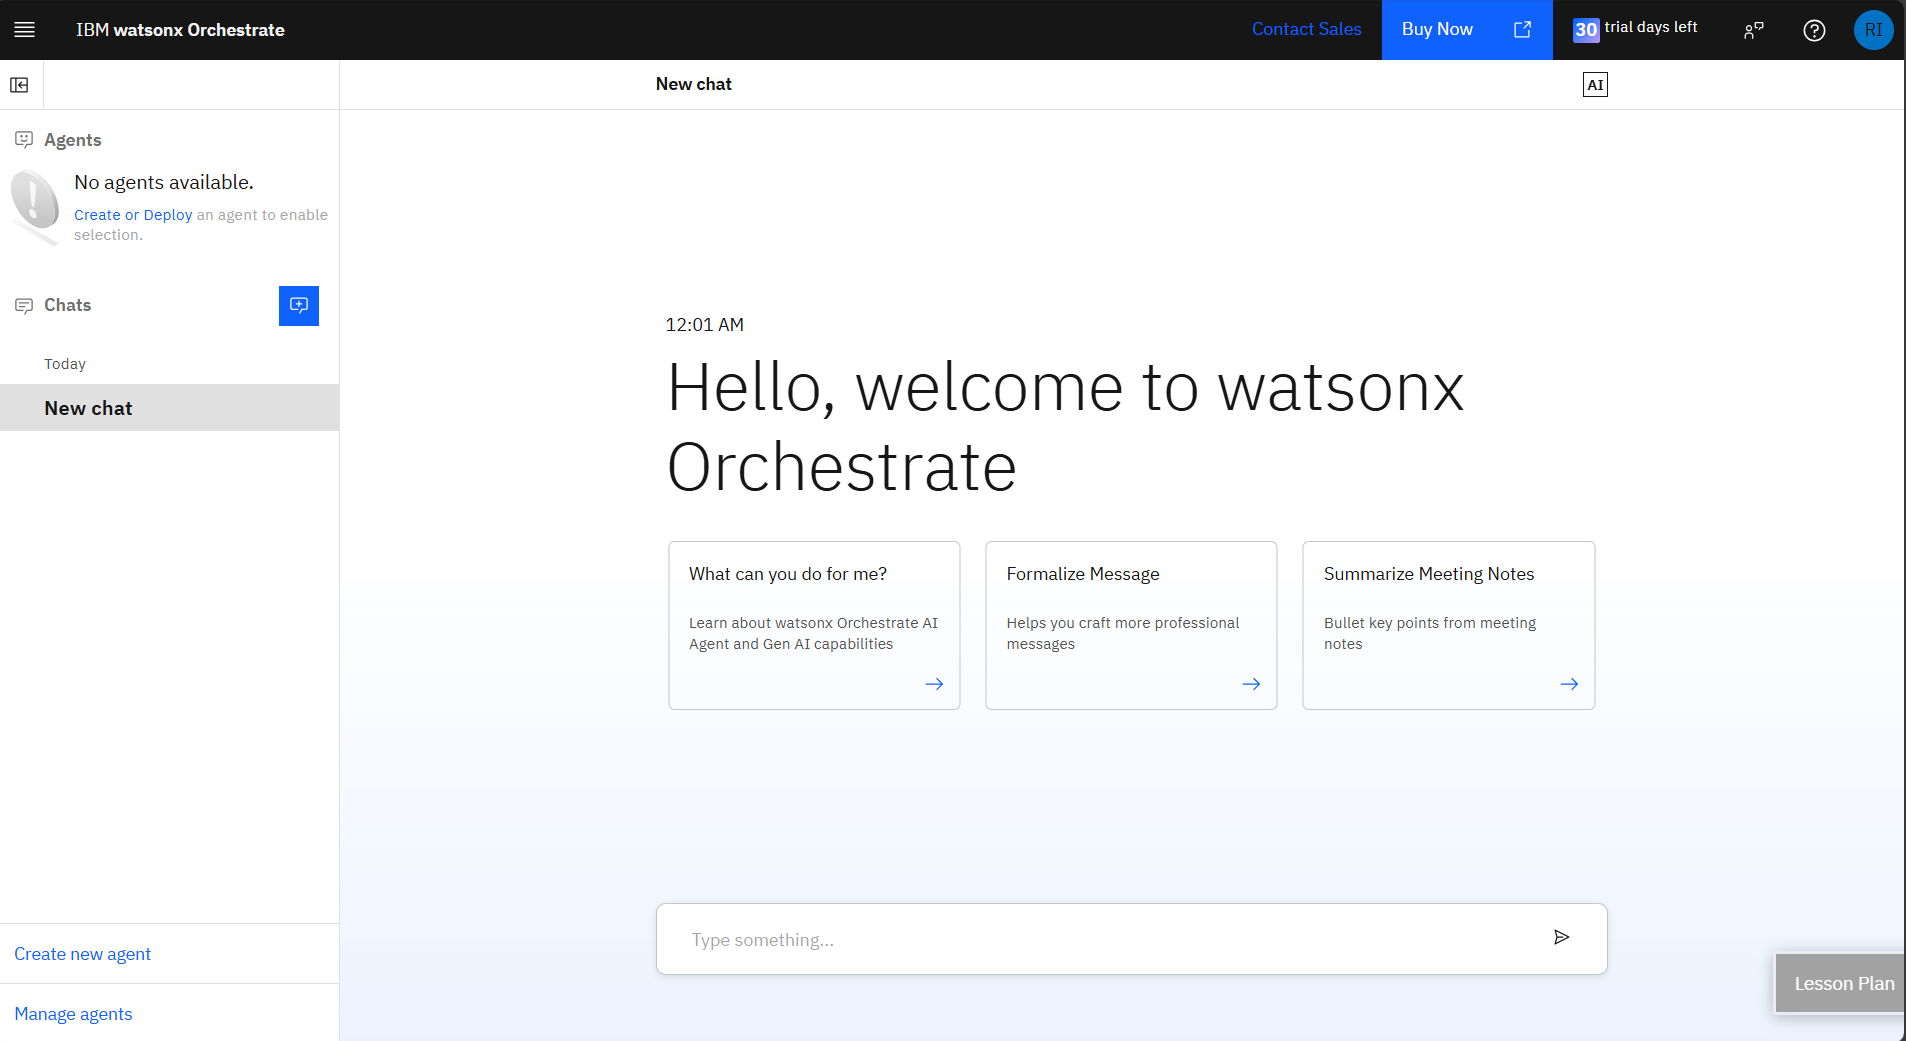 IBM watsonx Orchestrate
Contact Sales
Buy Now
30 trial days left
RI
New chat
AI
Agents
No agents available.
Create or Deploy an agent to enable
selection.
Chats
Today
New chat
12:01 AM
Hello, welcome to watsonx
Orchestrate
What can you do for me?
Learn about watsonx Orchestrate AI
Agent and Gen AI capabilities
Formalize Message
Helps you craft more professional
messages
Summarize Meeting Notes
Bullet key points from meeting
notes
Type something...
Lesson Plan
Create new agent
Manage agents